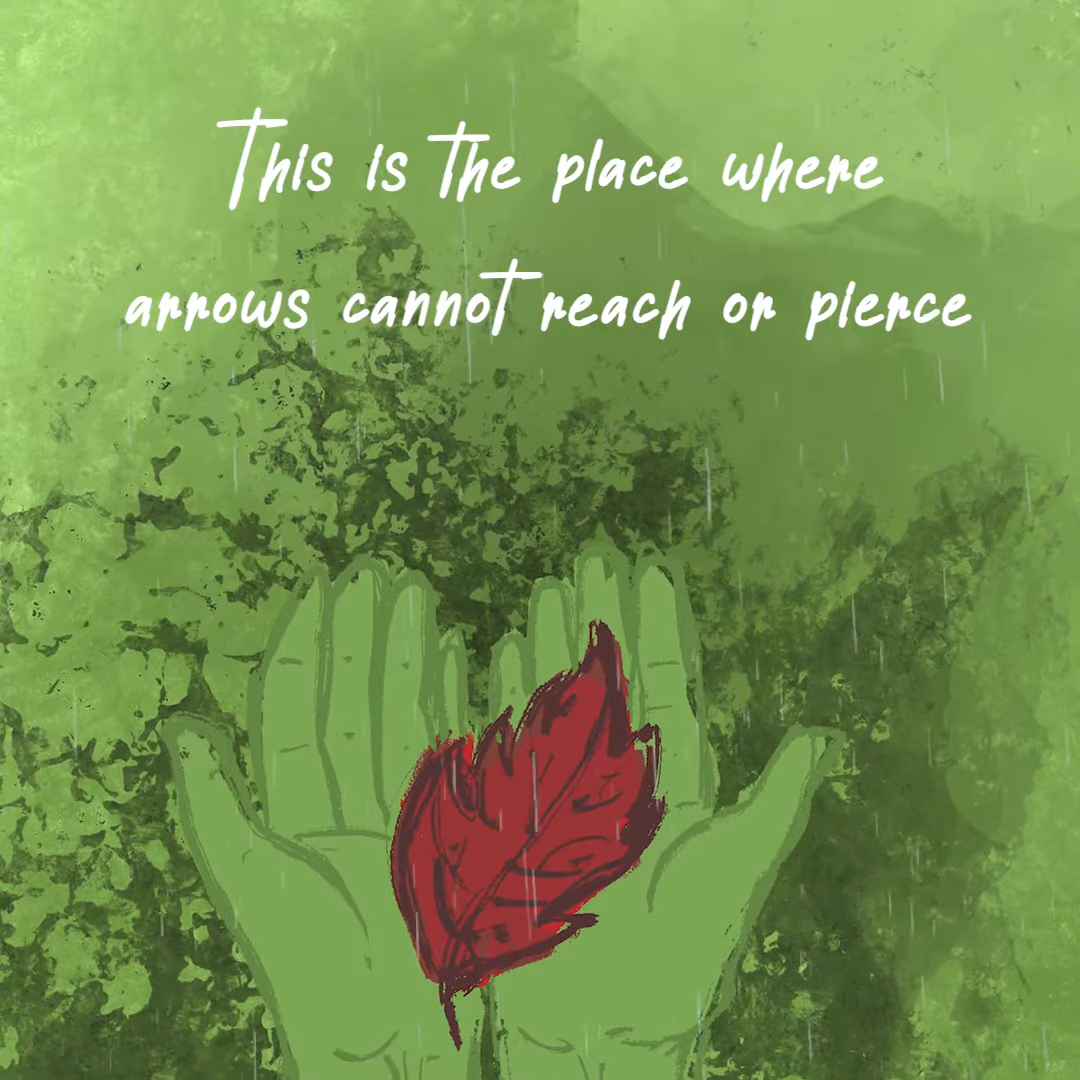 This is the place where
arrows cannot reach or pierce